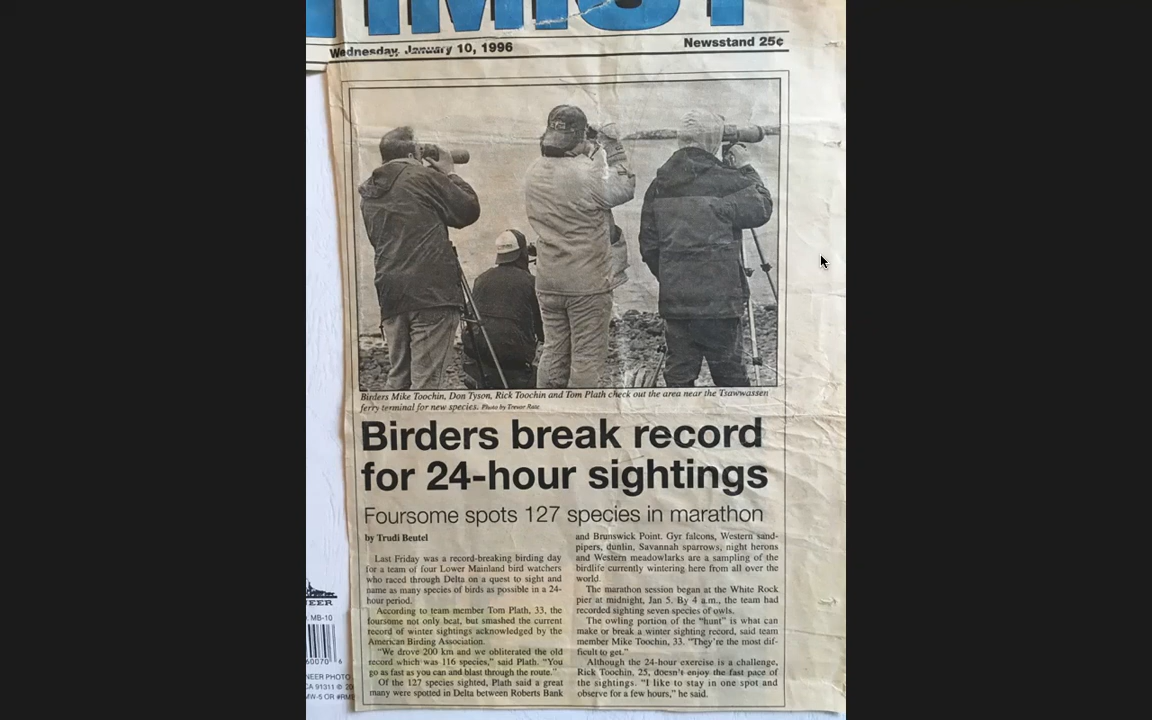 Wednesday, January 10, 1996
Newsstand 25¢
Birders Mike Toochin, Don Tyson, Rick Toochin and Tom Plath check out the area near the Tsawwassen
ferry terminal for new species. Photo by Trevor
Birders break record
for 24-hour sightings
Foursome spots 127 species in marathon
by Trudi Beutel
Last Friday was a record-breaking birding day
for a team of four Lower Mainland bird watchers
who raced through Delta on a quest to sight and
name as many species of birds as possible in a 24-
hour period.
According to team member Tom Plath, 33, the
foursome not only beat, but smashed the current
record of winter sightings acknowledged by the
American Birding Association.
"We drove 200 km and we obliterated the old
record which was 116 species," said Plath. "You
go as fast as you can and blast through the route."
Of the 127 species sighted, Plath said a great
many were spotted in Delta between Roberts Bank
and Brunswick Point. Gyr falcons, Western sand-
pipers, dunlin, Savannah sparrows, night herons
and Western meadowlarks are a sampling of the
birdlife currently wintering here from all over the
world.
The marathon session began at the White Rock
pier at midnight, Jan 5. By 4 a.m., the team had
recorded sighting seven species of owls.
The owling portion of the "hunt" is what can
make or break a winter sighting record, said team
member Mike Toochin, 33. "They're the most dif-
ficult to get."
Although the 24-hour exercise is a challenge,
Rick Toochin, 25, doesn't enjoy the fast pace of
the sightings. "I like to stay in one spot and
observe for a few hours," he said.
EER
MB-10
60070 6
NEER PHOTO
CA 91311